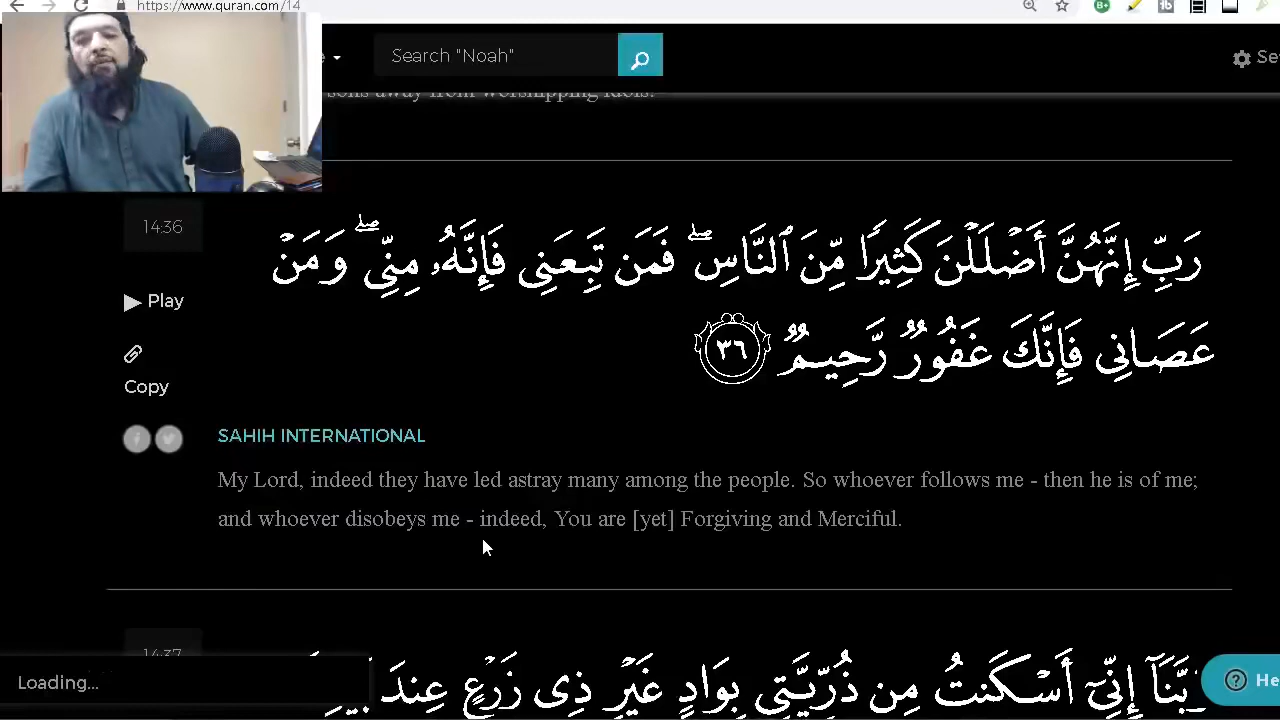 https://www.quran.com/14
Search "Noah"
sons away from worshipping idols.
14:36
رَبِّ إِنَّهُنَّ أَضْلَلْنَ كَثِيرًا مِّنَ ٱلنَّاسِ ۖ فَمَن تَبِعَنِى فَإِنَّهُۥ مِنِّى ۖ وَمَنْ
عَصَانِى فَإِنَّكَ غَفُورٌ رَّحِيمٌ ٣٦
Play
Copy
SAHIH INTERNATIONAL
My Lord, indeed they have led astray many among the people. So whoever follows me - then he is of me;
and whoever disobeys me - indeed, You are [yet] Forgiving and Merciful.
14:37
رَّبَّنَآ إِنِّىٓ أَسْكَنتُ مِن ذُرِّيَّتِى بِوَادٍ غَيْرِ ذِى زَرْعٍ عِندَ
Loading...